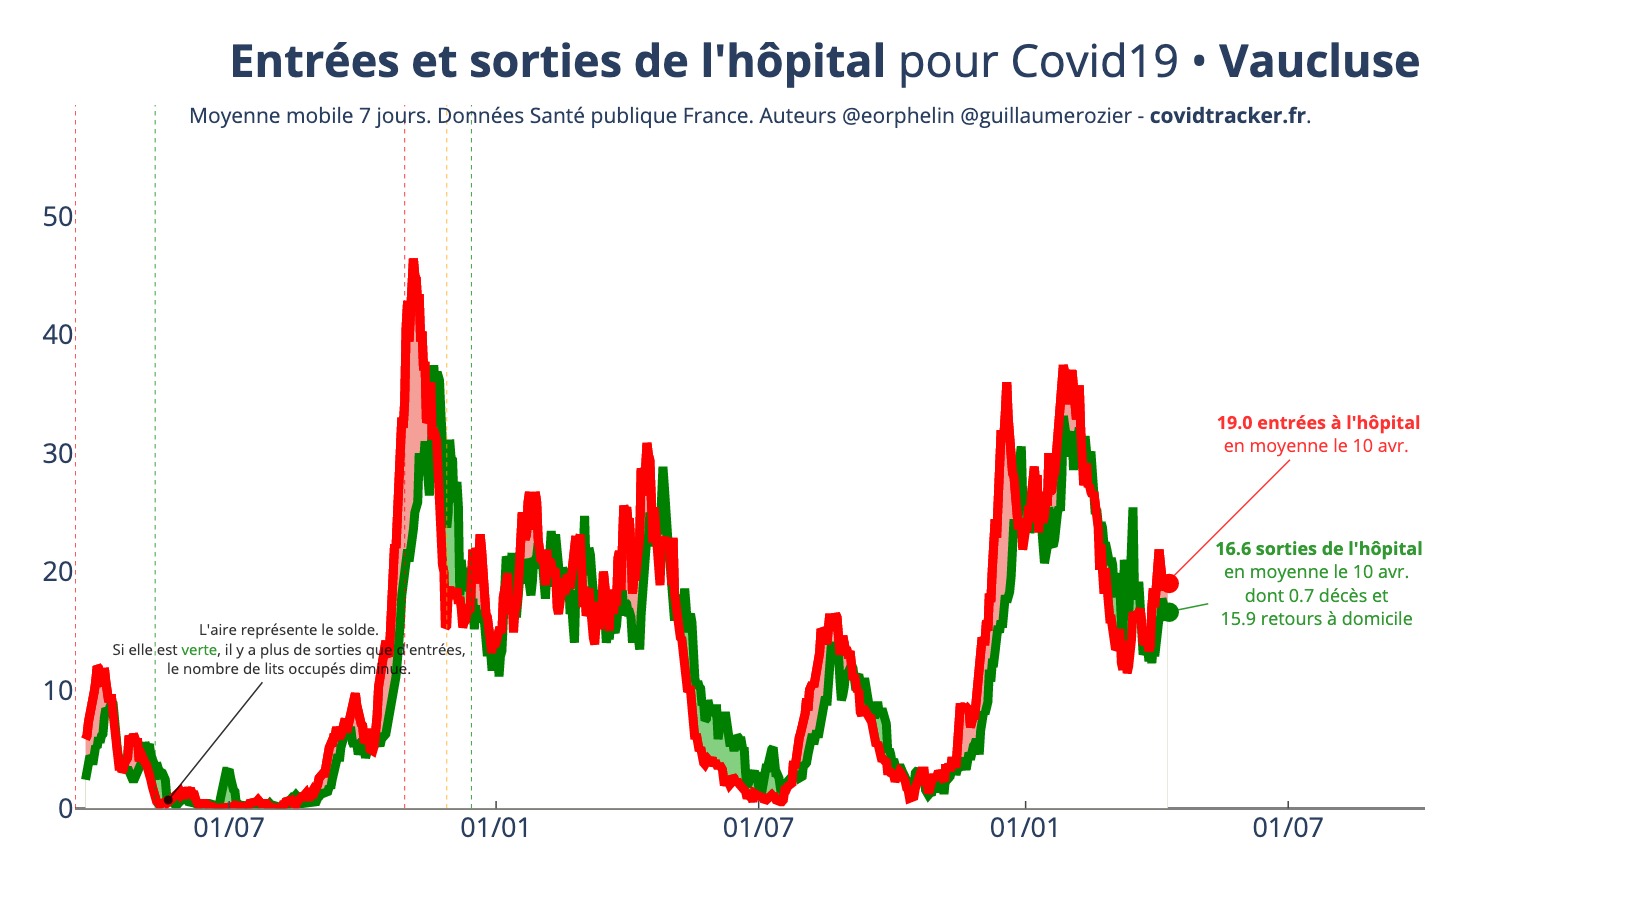 Entrées et sorties de l'hôpital pour Covid19 • Vaucluse
Moyenne mobile 7 jours. Données Santé publique France. Auteurs @eorphelin @guillaumerozier - covidtracker.fr.
50
40
30
20
10
0
19.0 entrées à l'hôpital
en moyenne le 10 avr.
16.6 sorties de l'hôpital
en moyenne le 10 avr.
dont 0.7 décès et
15.9 retours à domicile
L'aire représente le solde.
Si elle est verte, il y a plus de sorties que d'entrées,
le nombre de lits occupés diminue.
01/07
01/01
01/07
01/01
01/07